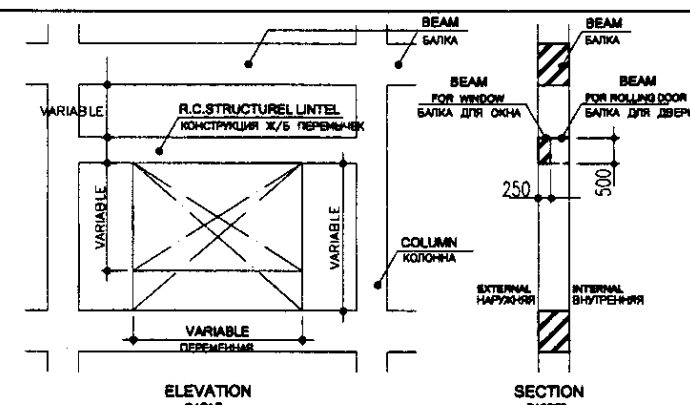 BEAM
БАЛКА
BEAM
БАЛКА
BEAM
FOR WINDOW
БАЛКА ДЛЯ ОКНА
BEAM
FOR ROLLING DOOR
БАЛКА ДЛЯ ДВЕРИ
VARIABLE
R.C.STRUCTUREL LINTEL
КОНСТРУКЦИЯ Ж/Б ПЕРЕМЫЧЕК
250
500
VARIABLE
VARIABLE
COLUMN
КОЛОННА
EXTERNAL
НАРУЖНЯЯ
INTERNAL
ВНУТРЕННЯЯ
VARIABLE
ПЕРЕМЕННАЯ
ELEVATION
SECTION